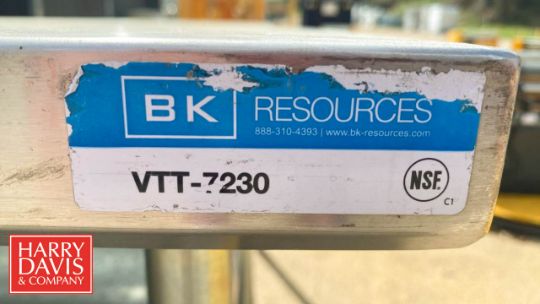 BK RESOURCES
888-310-4393 | www.bk-resources.com
VTT-7230
NSF.
C1
HARRY
DAVIS
& COMPANY